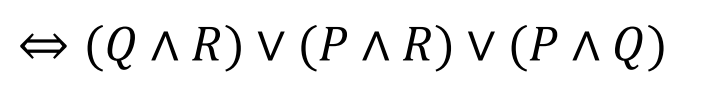 ⇔ (𝑄 ∧ 𝑅) ∨ (𝑃 ∧ 𝑅) ∨ (𝑃 ∧ 𝑄)